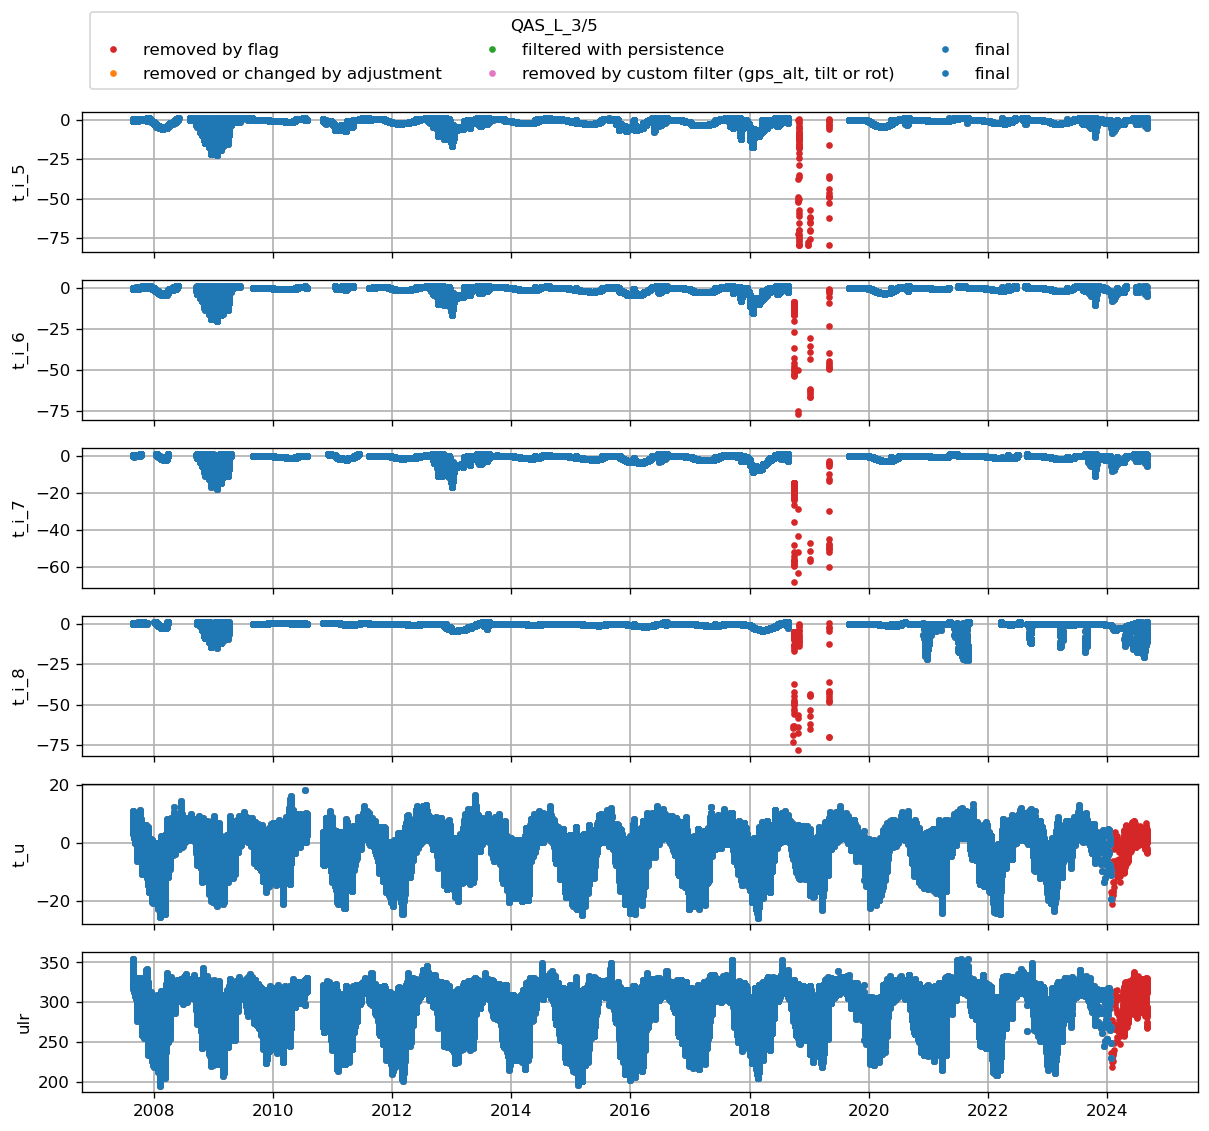 QAS_L_3/5
removed by flag
filtered with persistence
final
removed or changed by adjustment
removed by custom filter (gps_alt, tilt or rot)
final
0
−25
−50
−75
t_i_5
0
−25
−50
−75
t_i_6
0
−20
−40
−60
t_i_7
0
−25
−50
−75
t_i_8
20
0
−20
t_u
350
300
250
200
ulr
2008 2010 2012 2014 2016 2018 2020 2022 2024